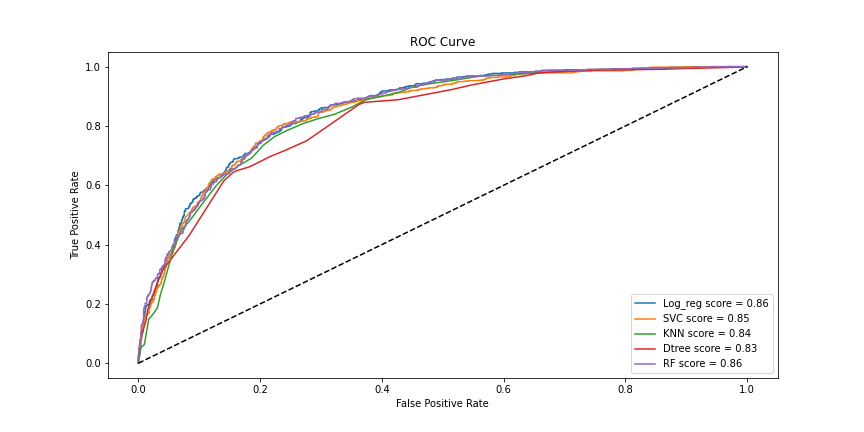 ROC Curve
1.0
0.8
0.6
0.4
0.2
0.0
True Positive Rate
0.0 0.2 0.4 0.6 0.8 1.0
False Positive Rate
Log_reg score = 0.86
SVC score = 0.85
KNN score = 0.84
Dtree score = 0.83
RF score = 0.86